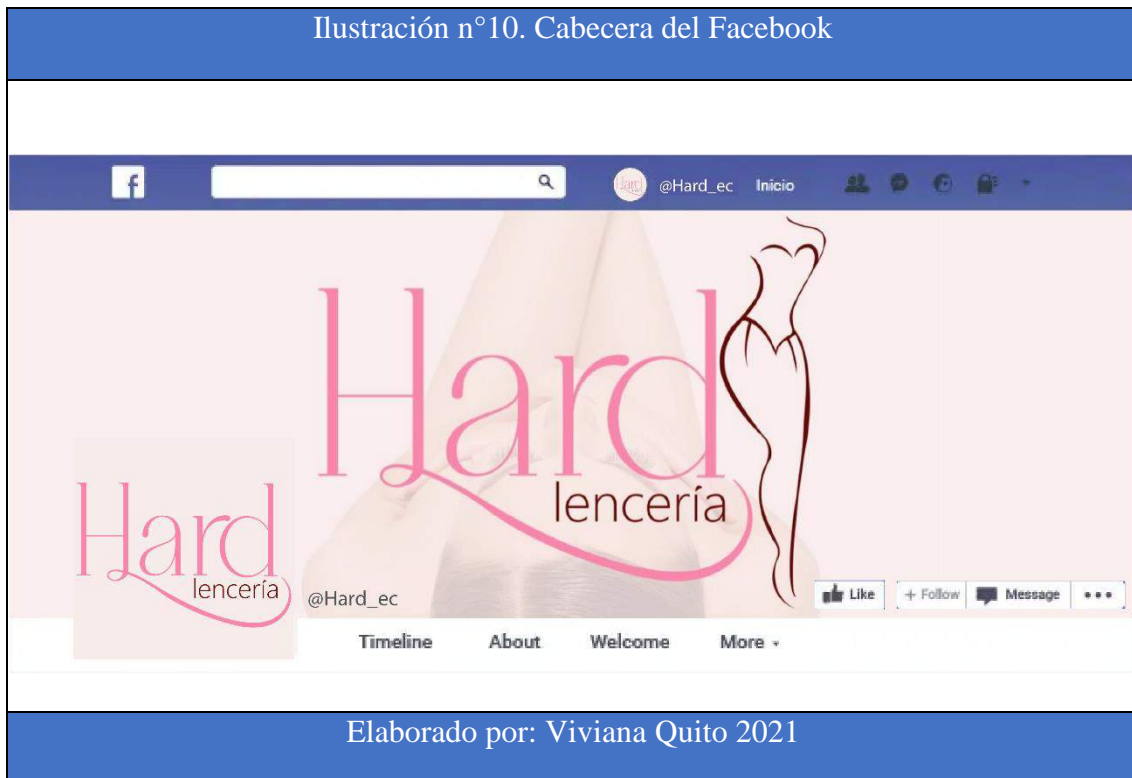 Ilustración n°10. Cabecera del Facebook
f
Hard @Hard_ec Inicio
Hard
lencería
Hard
lencería
@Hard_ec
Like + Follow Message
Timeline About Welcome More
Elaborado por: Viviana Quito 2021